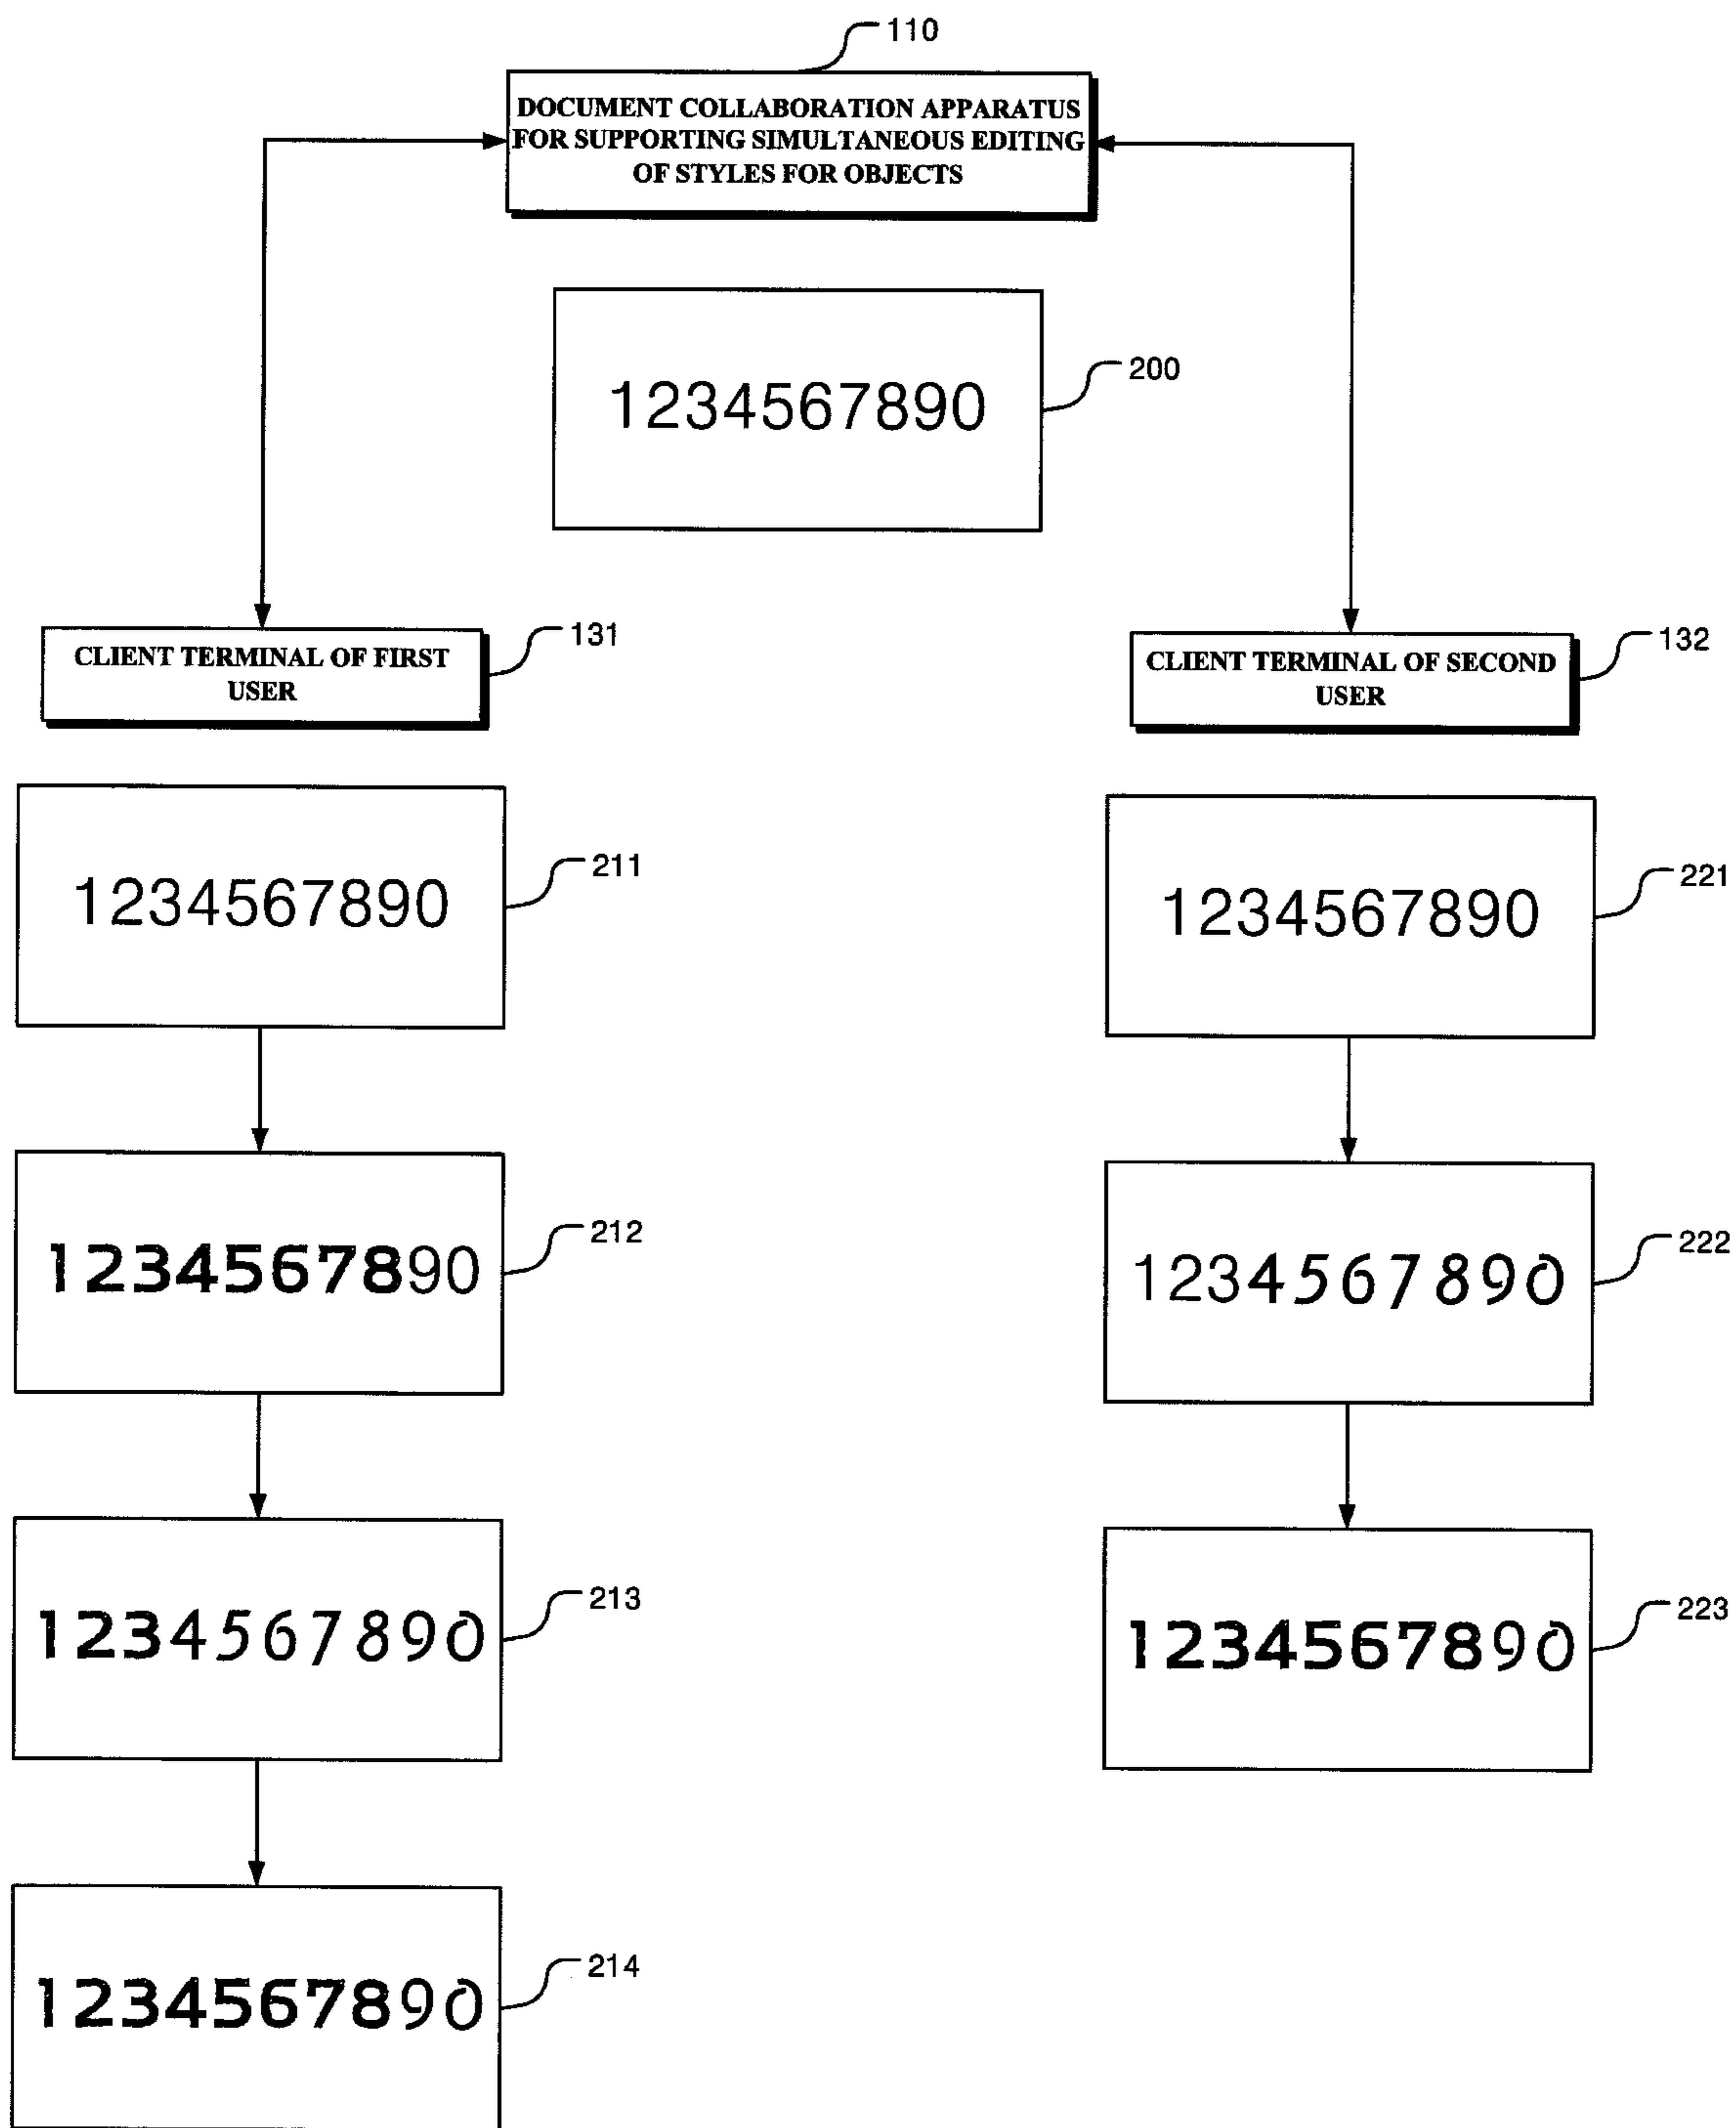 110
DOCUMENT COLLABORATION APPARATUS
FOR SUPPORTING SIMULTANEOUS EDITING
OF STYLES FOR OBJECTS
1234567890
200
CLIENT TERMINAL OF FIRST
USER
131
CLIENT TERMINAL OF SECOND
USER
132
1234567890
211
1234567890
221
1234567890
212
1234567890
222
1234567890
213
1234567890
223
1234567890
214